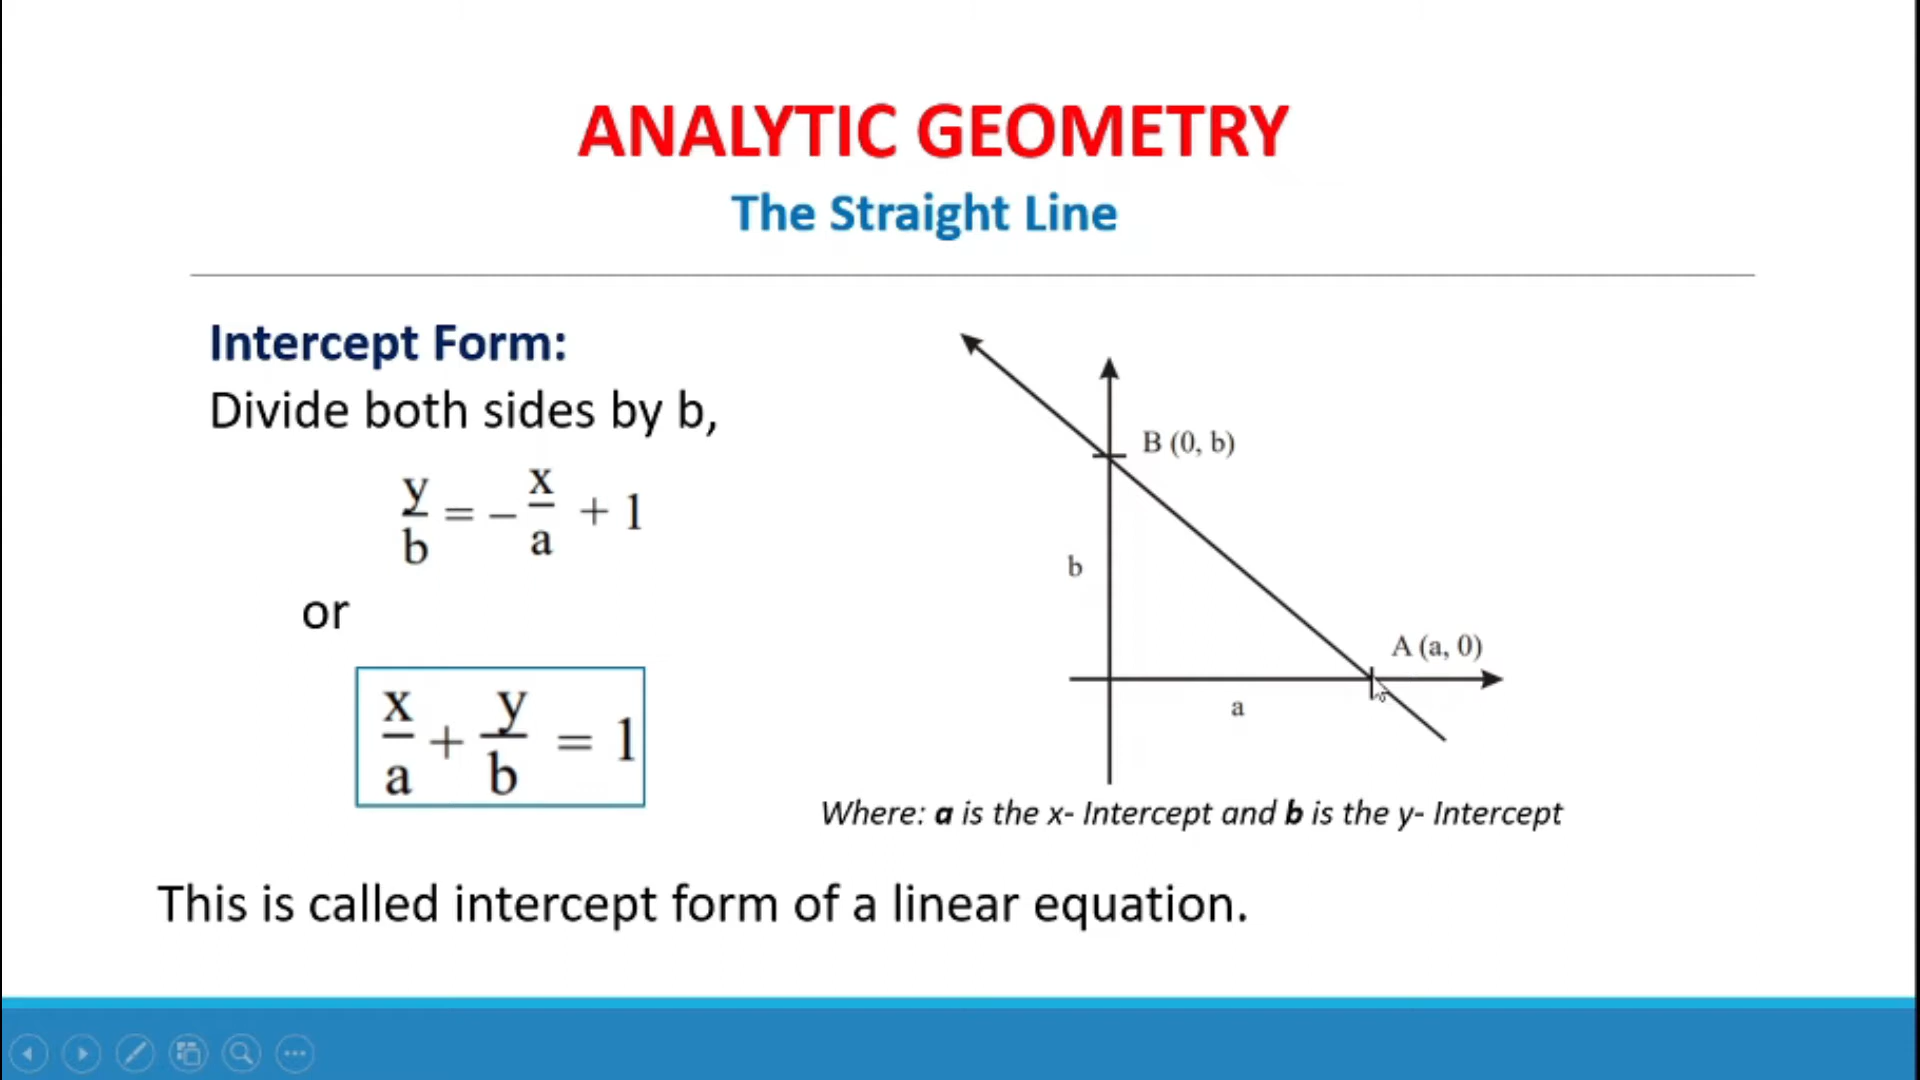 ANALYTIC GEOMETRY
The Straight Line
Intercept Form:
Divide both sides by b,
y/b = - x/a + 1
or
x/a + y/b = 1
B (0, b)
b
A (a, 0)
a
Where: a is the x- Intercept and b is the y- Intercept
This is called intercept form of a linear equation.